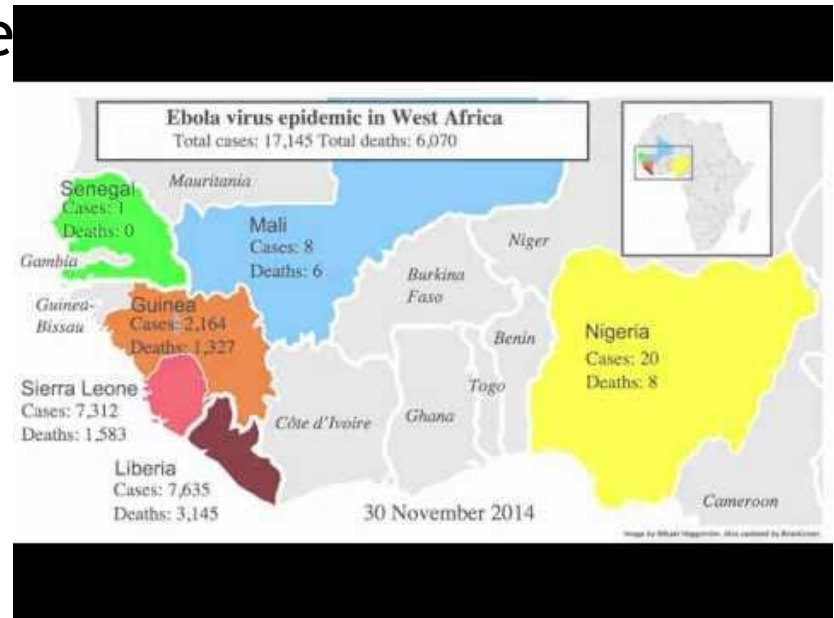 e
Ebola virus epidemic in West Africa
Total cases: 17,145 Total deaths: 6,070
Senegal
Cases: 1
Deaths: 0
Mauritania
Mali
Cases: 8
Deaths: 6
Niger
Gambia
Burkina
Faso
Guinea-
Bissau
Guinea
Cases: 2,164
Deaths: 1,327
Benin
Nigeria
Cases: 20
Deaths: 8
Togo
Sierra Leone
Cases: 7,312
Deaths: 1,583
Côte d'Ivoire
Ghana
Liberia
Cases: 7,635
Deaths: 3,145
30 November 2014
Cameroon